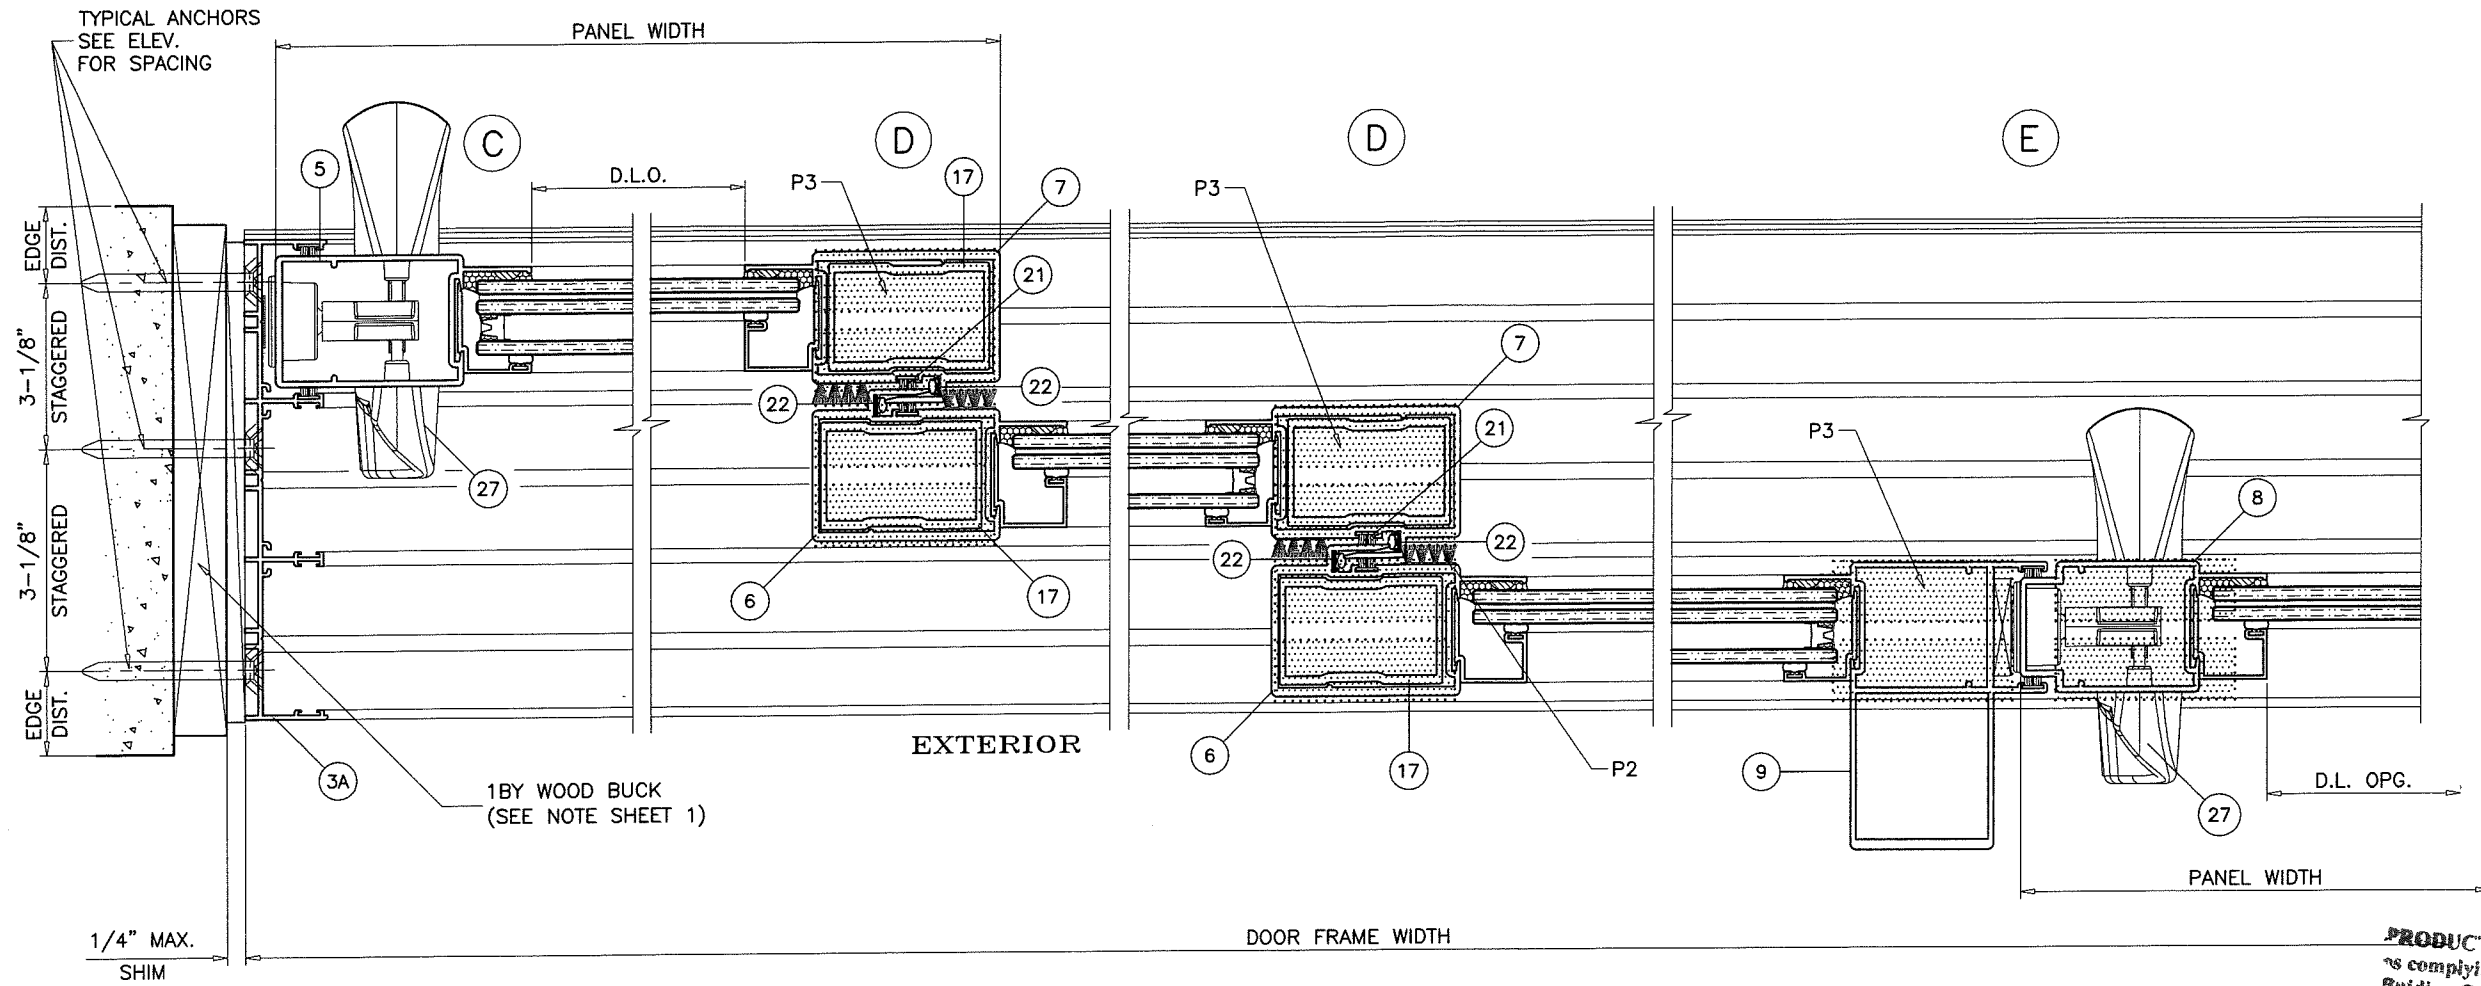 TYPICAL ANCHORS
SEE ELEV.
FOR SPACING
PANEL WIDTH
C
D
D
E
5
D.L.O.
P3
17
7
P3
21
EDGE
DIST.
3-1/8"
STAGGERED
22
22
7
21
P3
27
8
3-1/8"
STAGGERED
22
22
6
17
EDGE
DIST.
EXTERIOR
6
17
P2
9
3A
1BY WOOD BUCK
(SEE NOTE SHEET 1)
D.L. OPG.
27
PANEL WIDTH
1/4" MAX.
SHIM
DOOR FRAME WIDTH
PRODUC
as complyi